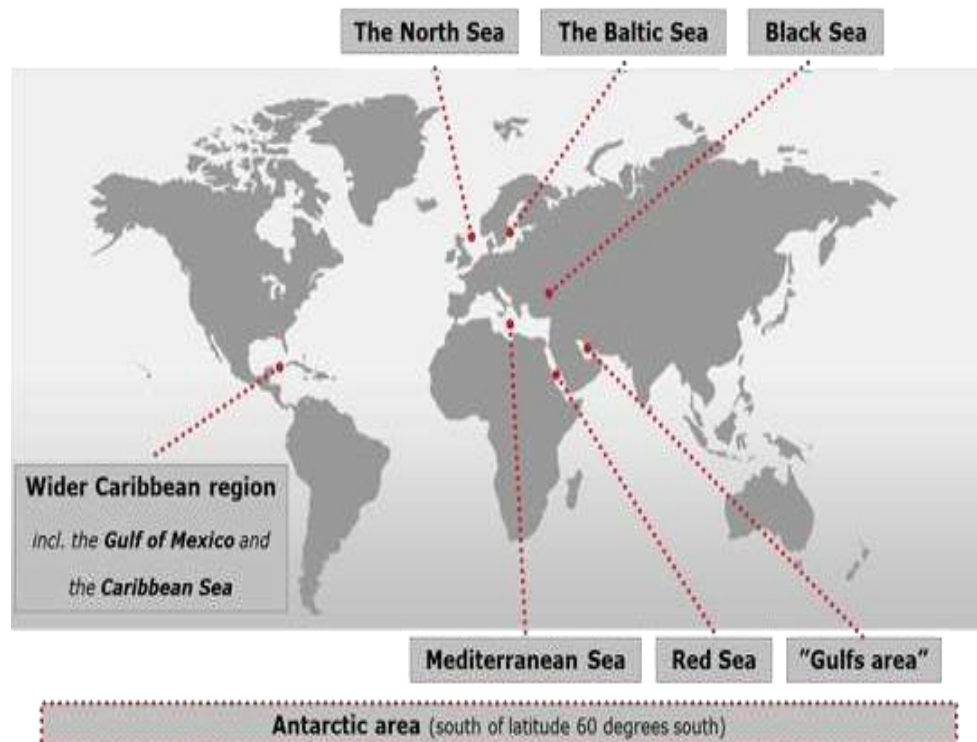 The North Sea
The Baltic Sea
Black Sea
Wider Caribbean region
incl. the Gulf of Mexico and
the Caribbean Sea
Mediterranean Sea
Red Sea
”Gulfs area”
Antarctic area (south of latitude 60 degrees south)